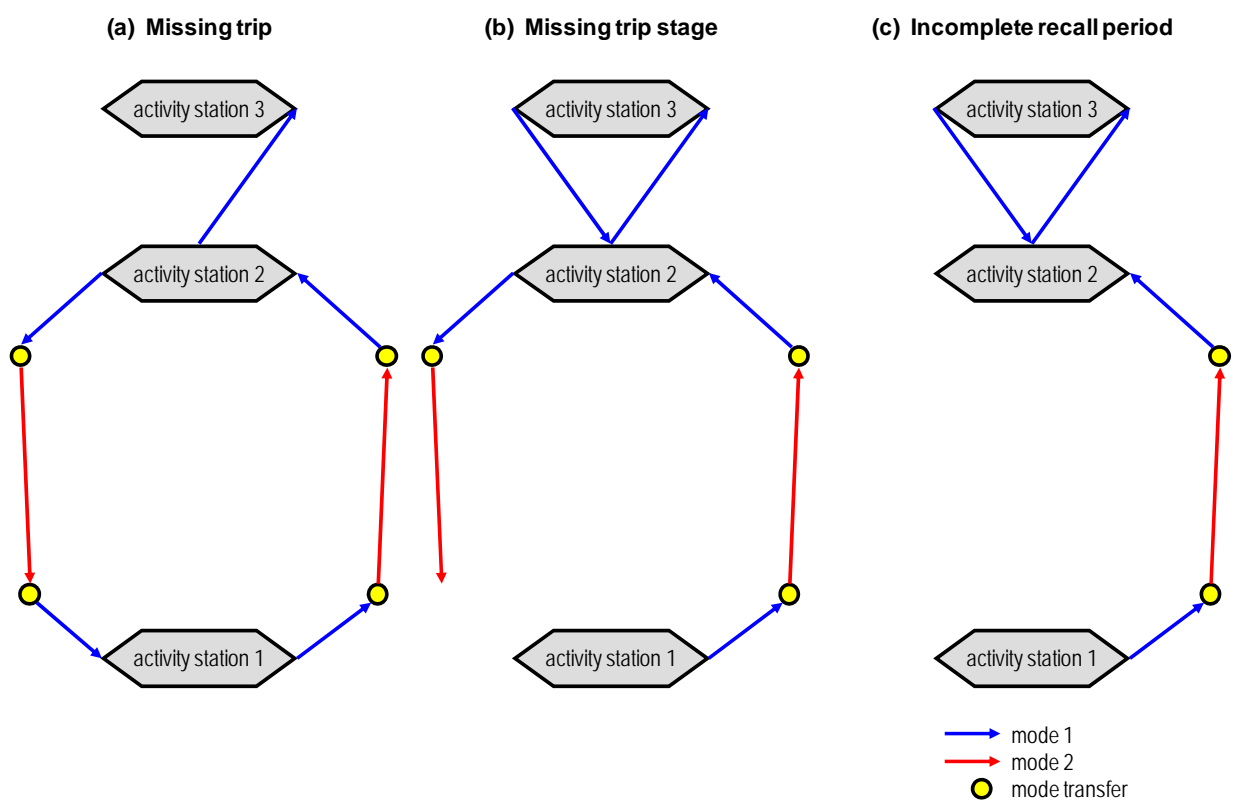 (a) Missing trip
(b) Missing trip stage
(c) Incomplete recall period
activity station 3
activity station 3
activity station 3
activity station 2
activity station 2
activity station 2
activity station 1
activity station 1
activity station 1
mode 1
mode 2
mode transfer